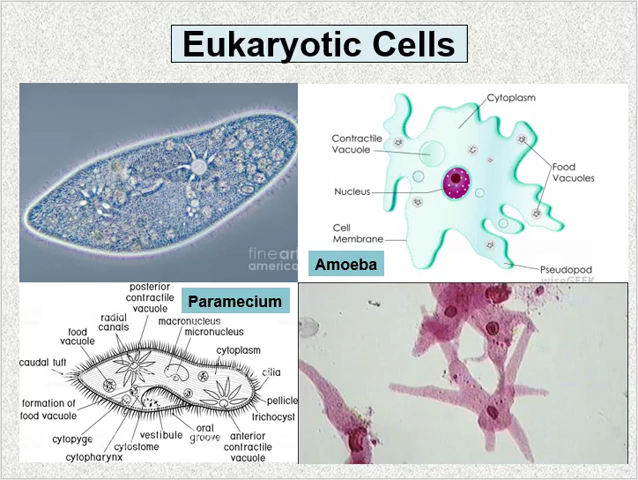 Eukaryotic Cells
fineart
america
Cytoplasm
Contractile
Vacuole
Food
Vacuoles
Nucleus
Cell
Membrane
Pseudopod
wiseGEEK
Amoeba
Paramecium
posterior
contractile
vacuole
radial
canals
macronucleus
micronucleus
food
vacuole
cytoplasm
caudal tuft
cilia
pellicle
formation of
food vacuole
trichocyst
cytopyge
vestibule
oral
groove
anterior
contractile
vacuole
cytostome
cytopharynx